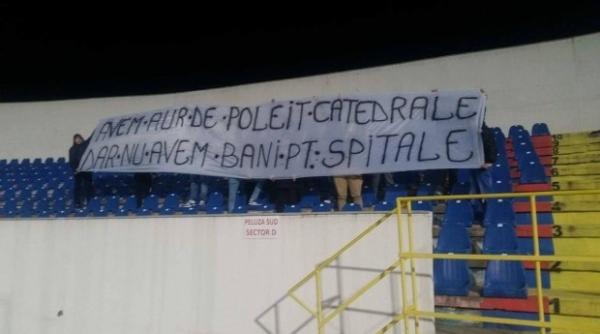 AVEM·AUR·DE·POLEIT·CATEDRALE
DAR·NU·AVEM·BANI·PT.·SPITALE
PELUZA SUD
SECTOR D